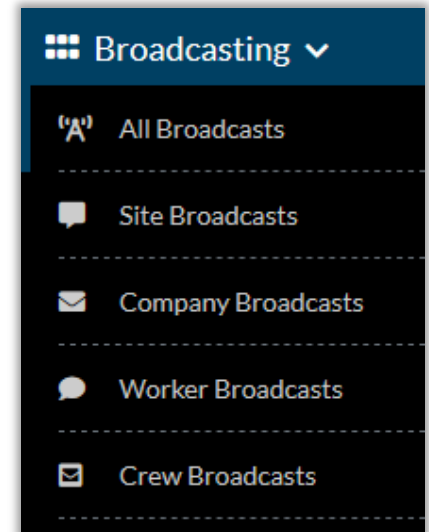 Broadcasting
All Broadcasts
Site Broadcasts
Company Broadcasts
Worker Broadcasts
Crew Broadcasts